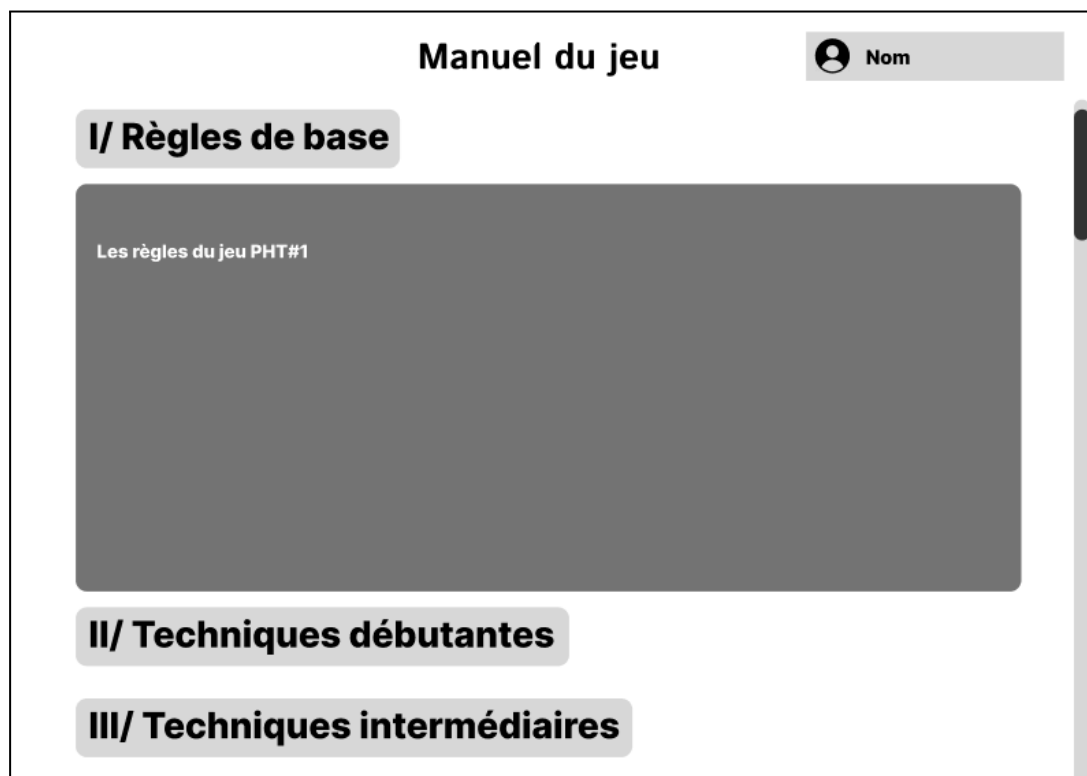 Manuel du jeu
Nom
I/ Règles de base
Les règles du jeu PHT#1
II/ Techniques débutantes
III/ Techniques intermédiaires